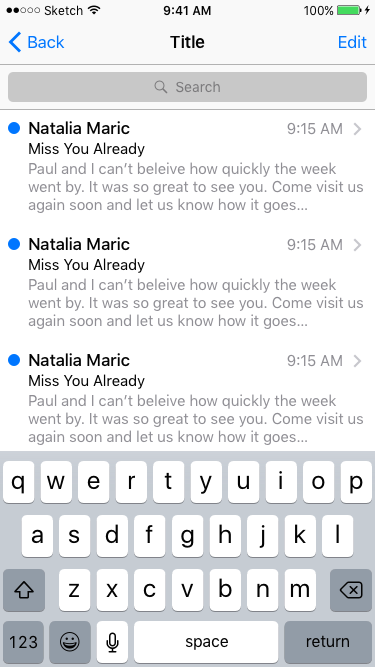 Sketch 9:41 AM 100%
Back Title Edit
Search
Natalia Maric 9:15 AM
Miss You Already
Paul and I can’t beleive how quickly the week
went by. It was so great to see you. Come visit us
again soon and let us know how it goes...
Natalia Maric 9:15 AM
Miss You Already
Paul and I can’t beleive how quickly the week
went by. It was so great to see you. Come visit us
again soon and let us know how it goes...
Natalia Maric 9:15 AM
Miss You Already
Paul and I can’t beleive how quickly the week
went by. It was so great to see you. Come visit us
again soon and let us know how it goes...
q w e r t y u i o p
a s d f g h j k l
z x c v b n m
123 space return